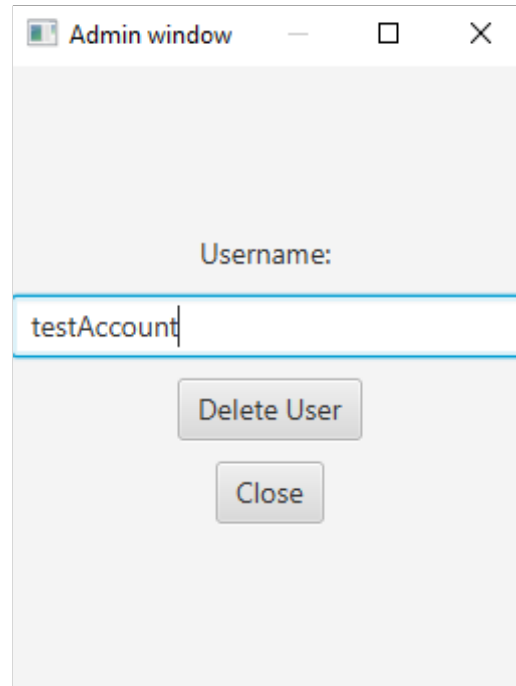 Admin window
Username:
testAccount
Delete User
Close